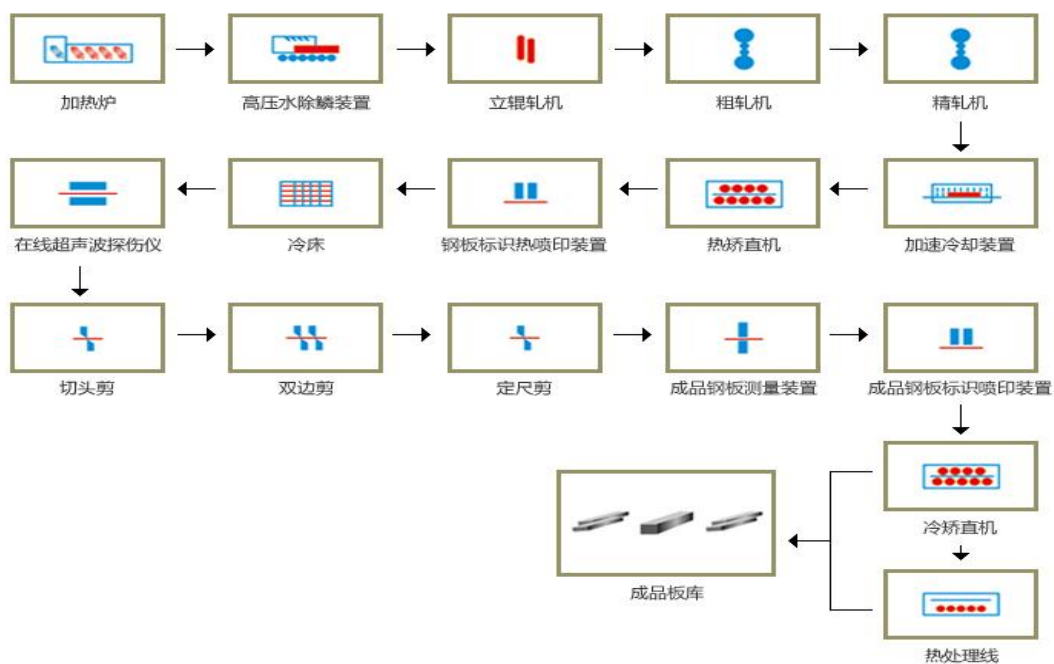 加热炉
高压水除鳞装置
立辊轧机
粗轧机
精轧机
在线超声波探伤仪
冷床
钢板标识热喷印装置
热矫直机
加速冷却装置
切头剪
双边剪
定尺剪
成品钢板测量装置
成品钢板标识喷印装置
冷矫直机
成品板库
热处理线